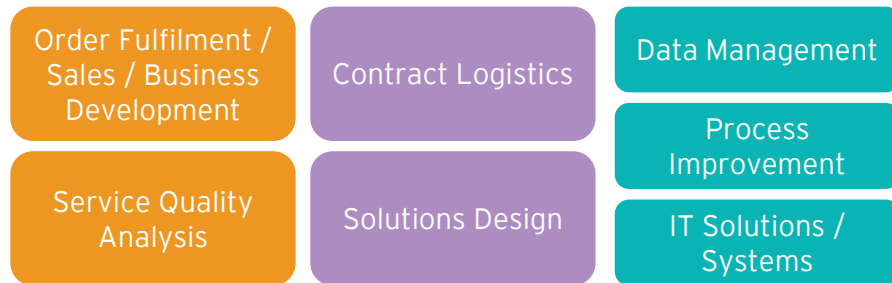 Order Fulfilment /
Sales / Business
Development
Service Quality
Analysis
Contract Logistics
Solutions Design
Data Management
Process
Improvement
IT Solutions /
Systems